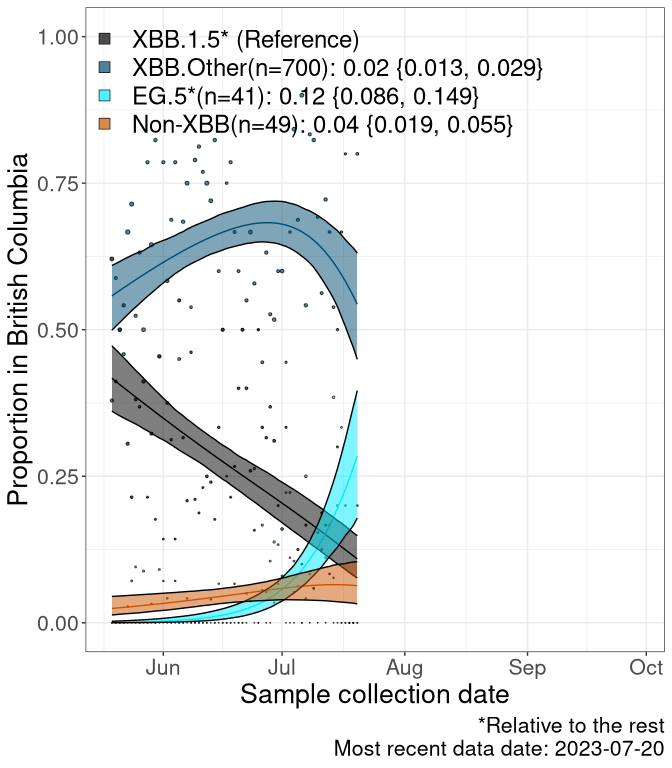 XBB.1.5* (Reference)
XBB.Other(n=700): 0.02 {0.013, 0.029}
EG.5*(n=41): 0.12 {0.086, 0.149}
Non-XBB(n=49): 0.04 {0.019, 0.055}
1.00
0.75
0.50
0.25
0.00
Proportion in British Columbia
Jun Jul Aug Sep Oct
Sample collection date
*Relative to the rest
Most recent data date: 2023-07-20